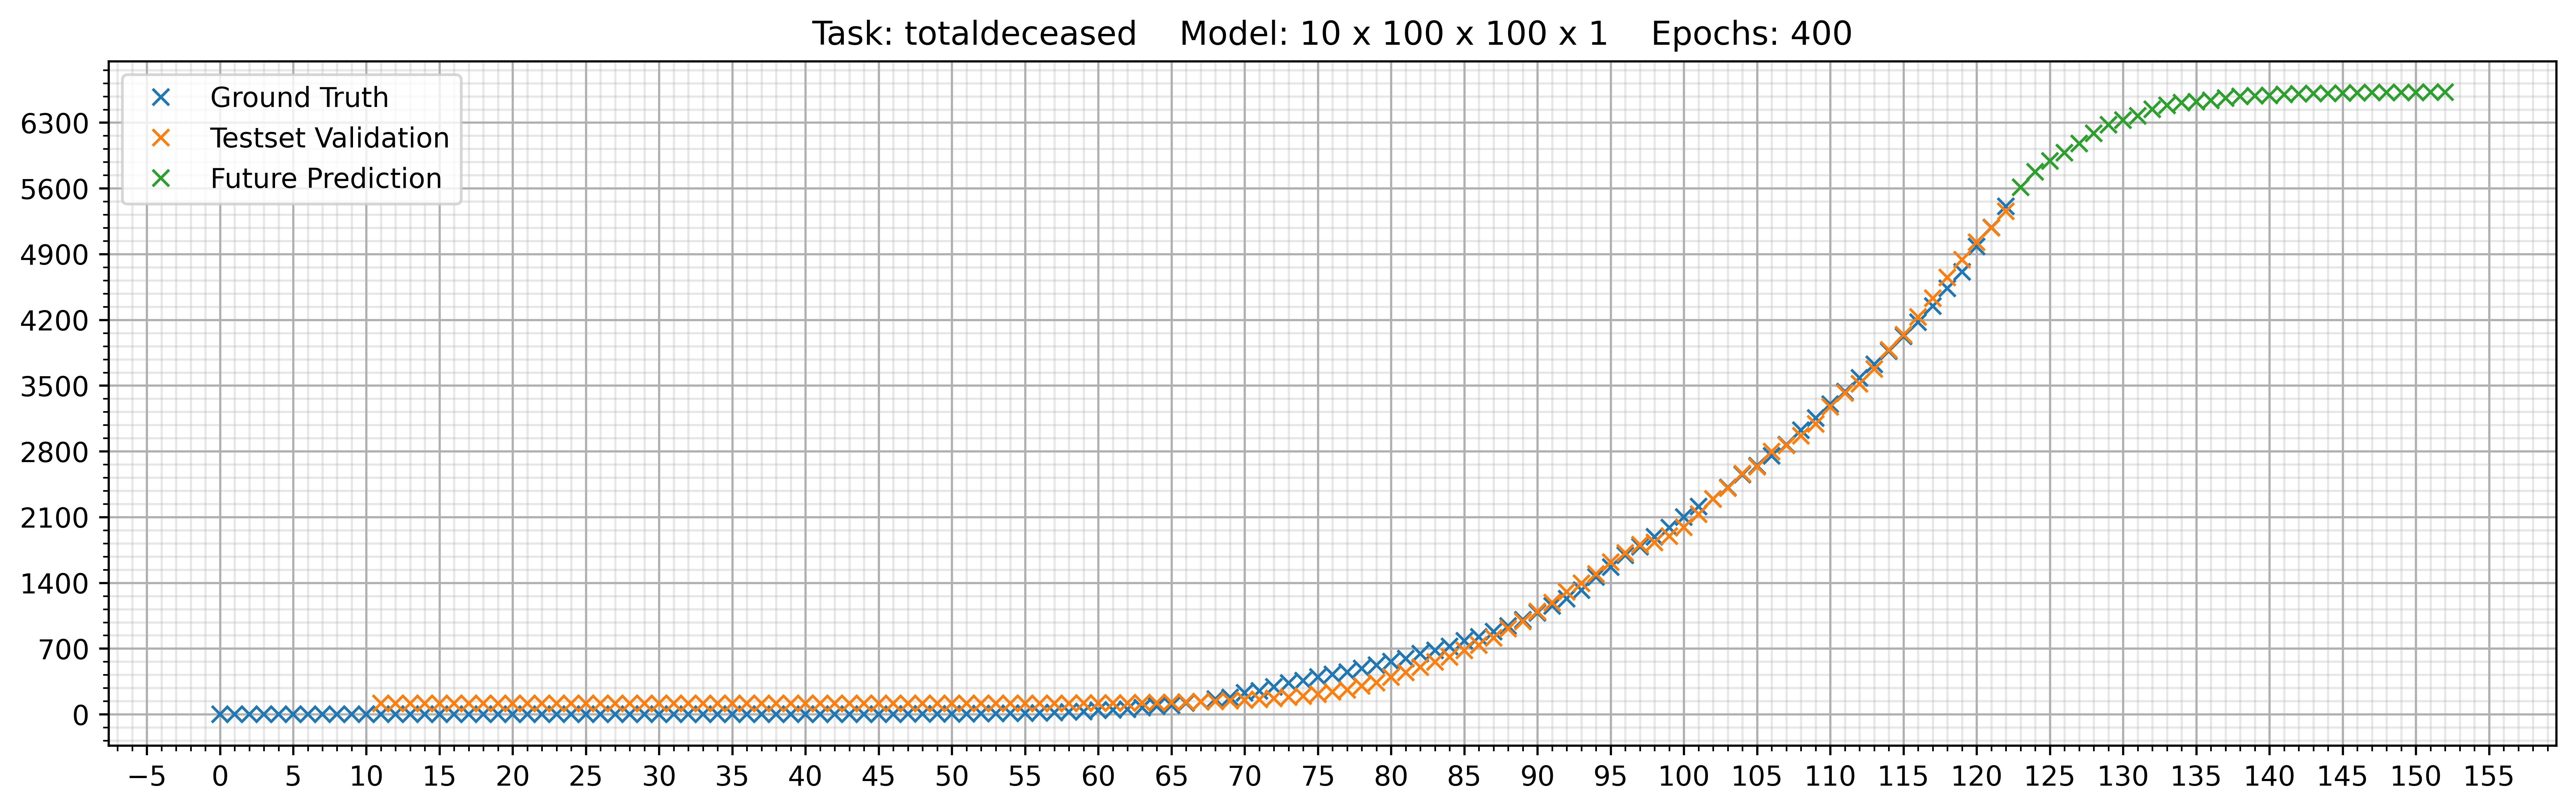 Task: totaldeceased    Model: 10 x 100 x 100 x 1    Epochs: 400
Ground Truth
Testset Validation
Future Prediction
6300
5600
4900
4200
3500
2800
2100
1400
700
0
−5 0 5 10 15 20 25 30 35 40 45 50 55 60 65 70 75 80 85 90 95 100 105 110 115 120 125 130 135 140 145 150 155